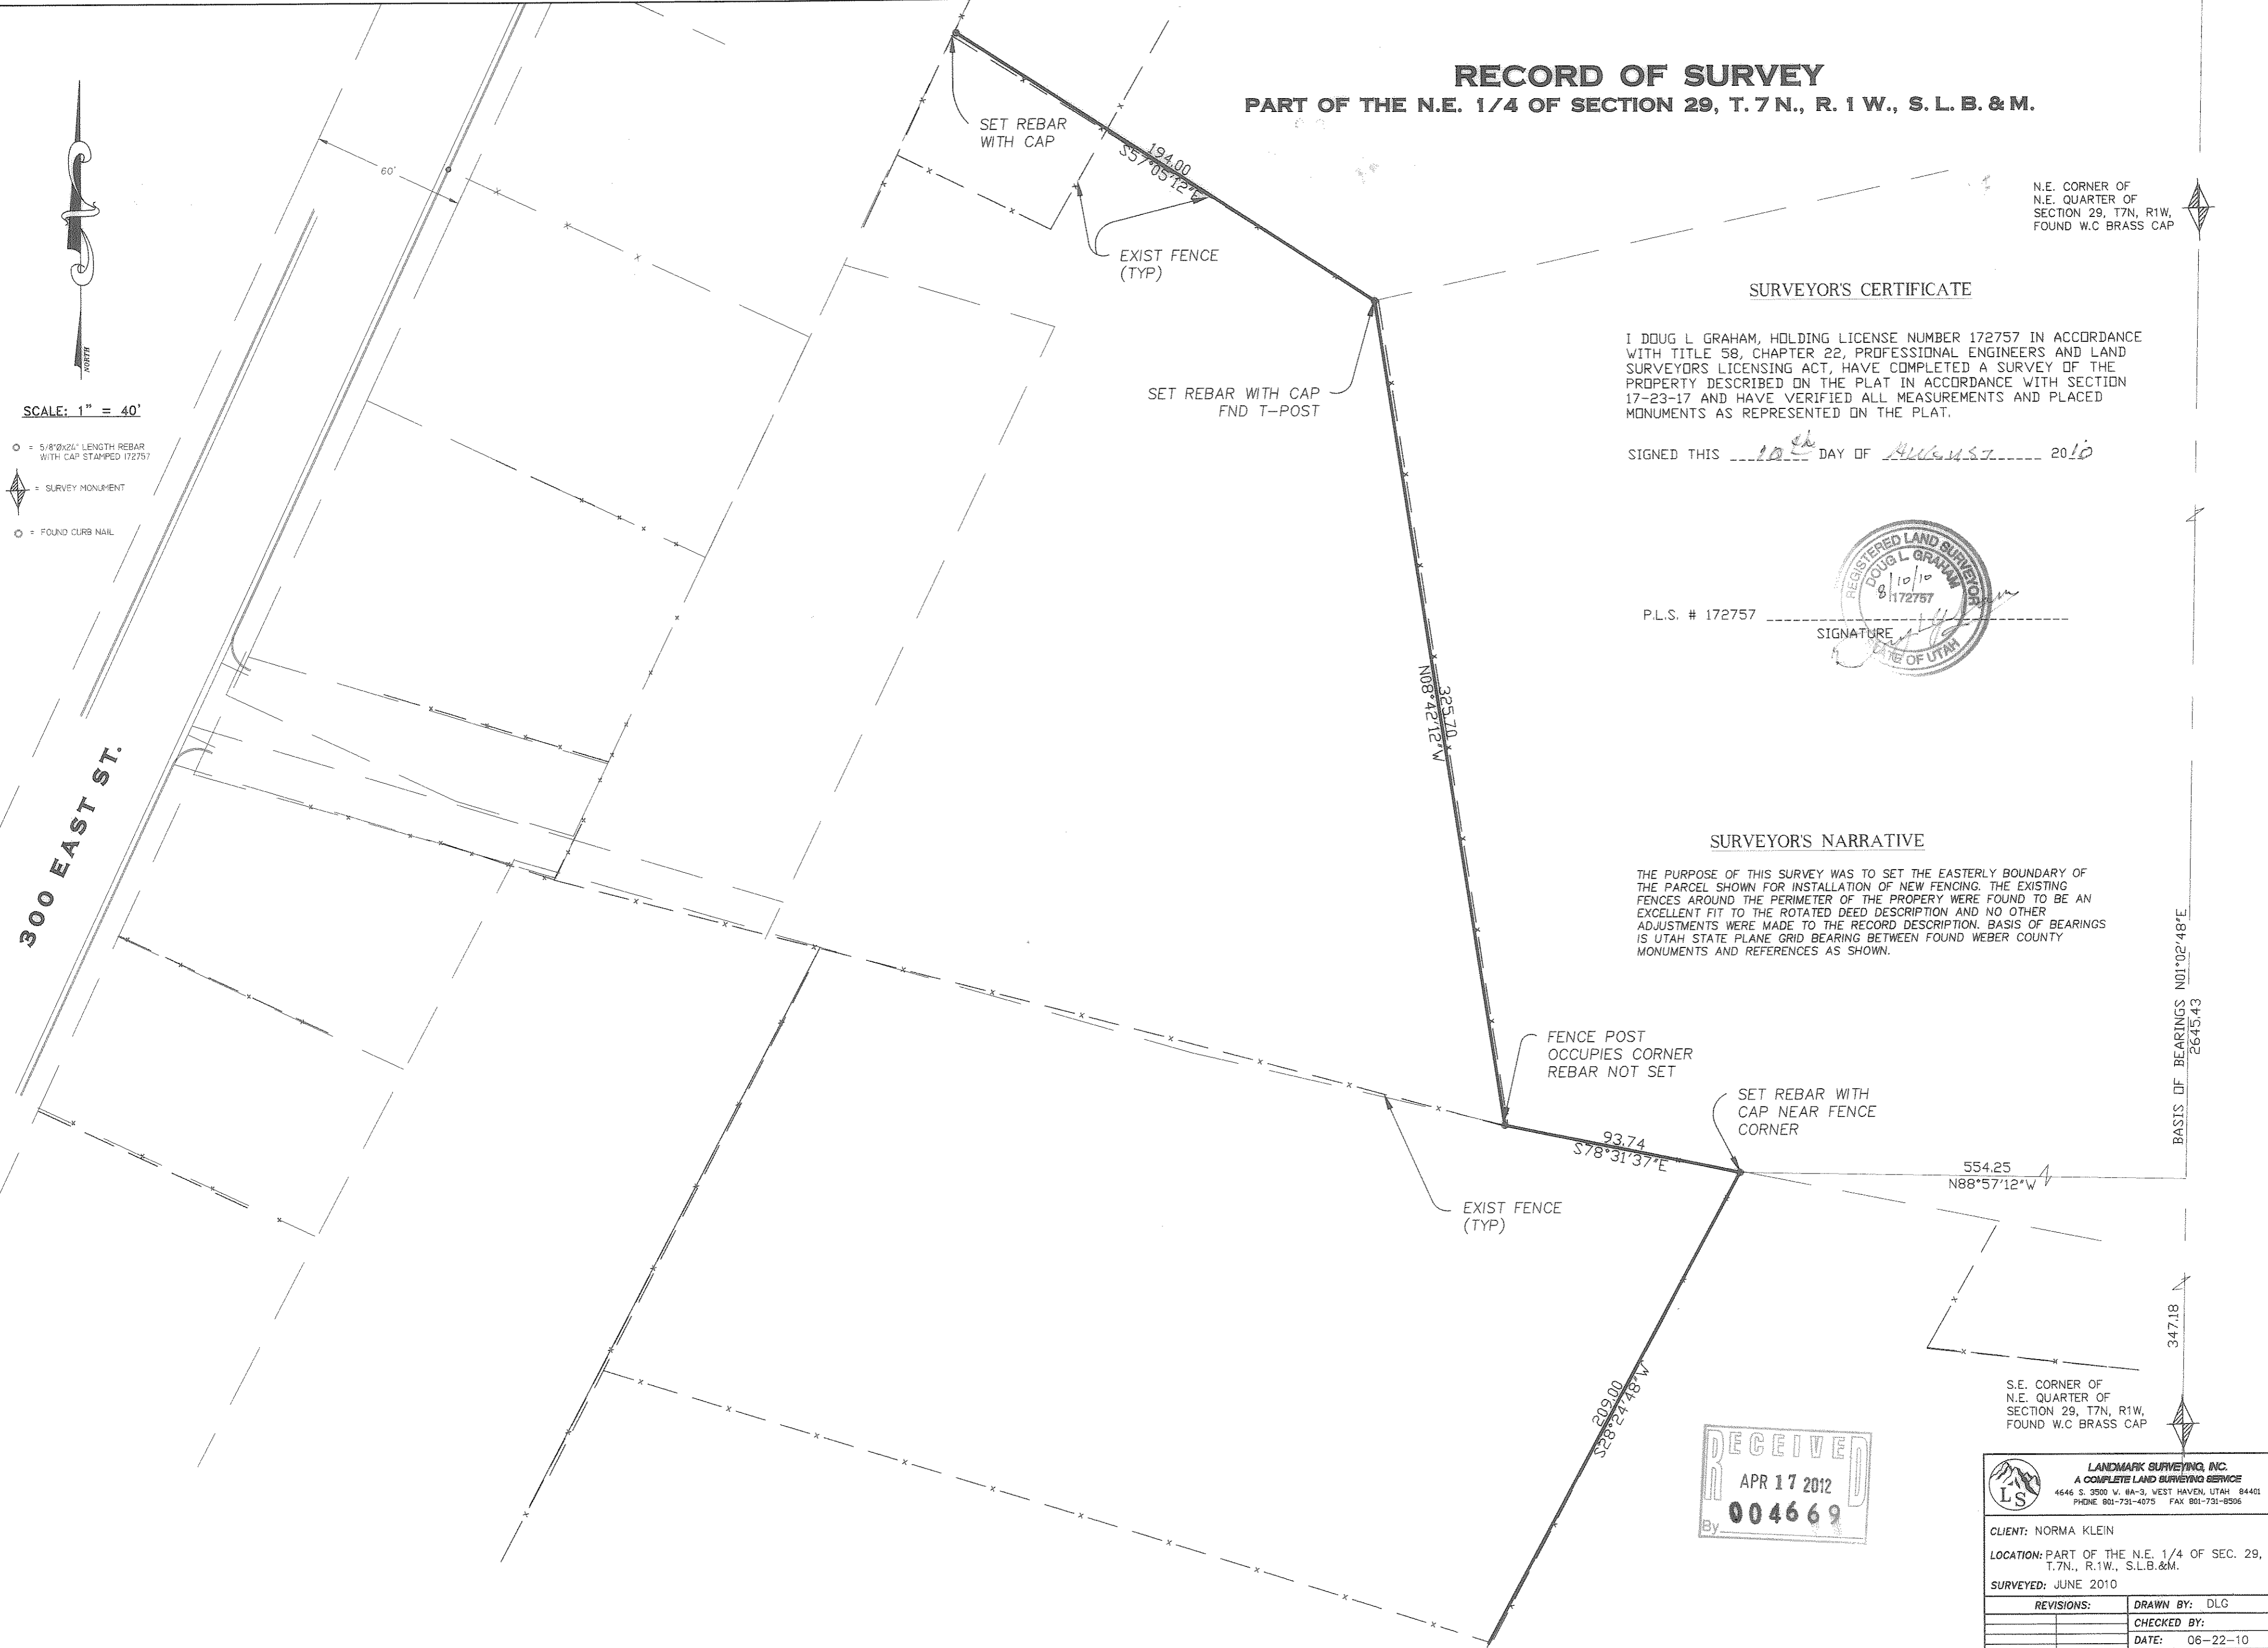 RECORD OF SURVEY
PART OF THE N.E. 1/4 OF SECTION 29, T. 7 N., R. 1 W., S. L. B. & M.
NORTH
SCALE: 1" = 40'
= 5/8"Øx24" LENGTH REBAR
WITH CAP STAMPED 172757
= SURVEY MONUMENT
= FOUND CURB NAIL
60'
300 EAST ST.
SET REBAR
WITH CAP
194.00
S57°05'12"E
EXIST FENCE
(TYP)
SET REBAR WITH CAP
FND T-POST
325.70
N08°42'12"W
FENCE POST
OCCUPIES CORNER
REBAR NOT SET
93.74
S78°31'37"E
SET REBAR WITH
CAP NEAR FENCE
CORNER
EXIST FENCE
(TYP)
209.00
S28°24'48"W
554.25
N88°57'12"W
N.E. CORNER OF
N.E. QUARTER OF
SECTION 29, T7N, R1W,
FOUND W.C BRASS CAP
SURVEYOR'S CERTIFICATE
I DOUG L GRAHAM, HOLDING LICENSE NUMBER 172757 IN ACCORDANCE
WITH TITLE 58, CHAPTER 22, PROFESSIONAL ENGINEERS AND LAND
SURVEYORS LICENSING ACT, HAVE COMPLETED A SURVEY OF THE
PROPERTY DESCRIBED ON THE PLAT IN ACCORDANCE WITH SECTION
17-23-17 AND HAVE VERIFIED ALL MEASUREMENTS AND PLACED
MONUMENTS AS REPRESENTED ON THE PLAT.
SIGNED THIS 10th DAY OF AUGUST 2010
REGISTERED LAND SURVEYOR
DOUG L. GRAHAM
8/10/10
172757
STATE OF UTAH
P.L.S. # 172757
SIGNATURE
SURVEYOR'S NARRATIVE
THE PURPOSE OF THIS SURVEY WAS TO SET THE EASTERLY BOUNDARY OF
THE PARCEL SHOWN FOR INSTALLATION OF NEW FENCING. THE EXISTING
FENCES AROUND THE PERIMETER OF THE PROPERY WERE FOUND TO BE AN
EXCELLENT FIT TO THE ROTATED DEED DESCRIPTION AND NO OTHER
ADJUSTMENTS WERE MADE TO THE RECORD DESCRIPTION. BASIS OF BEARINGS
IS UTAH STATE PLANE GRID BEARING BETWEEN FOUND WEBER COUNTY
MONUMENTS AND REFERENCES AS SHOWN.
BASIS OF BEARINGS N01°02'48"E
2645.43
347.18
S.E. CORNER OF
N.E. QUARTER OF
SECTION 29, T7N, R1W,
FOUND W.C BRASS CAP
RECEIVED
APR 17 2012
By 004669
LS
LANDMARK SURVEYING, INC.
A COMPLETE LAND SURVEYING SERVICE
4646 S. 3500 W. #A-3, WEST HAVEN, UTAH 84401
PHONE 801-731-4075 FAX 801-731-8506
CLIENT: NORMA KLEIN
LOCATION: PART OF THE N.E. 1/4 OF SEC. 29,
T.7N., R.1W., S.L.B.&M.
SURVEYED: JUNE 2010
REVISIONS:
DRAWN BY: DLG
CHECKED BY:
DATE: 06-22-10